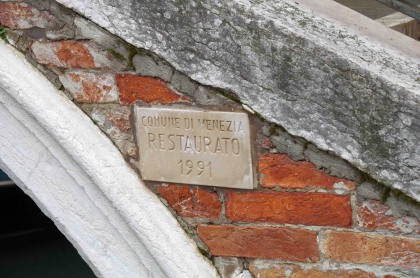 COMUNE DI VENEZIA
RESTAURATO
1991